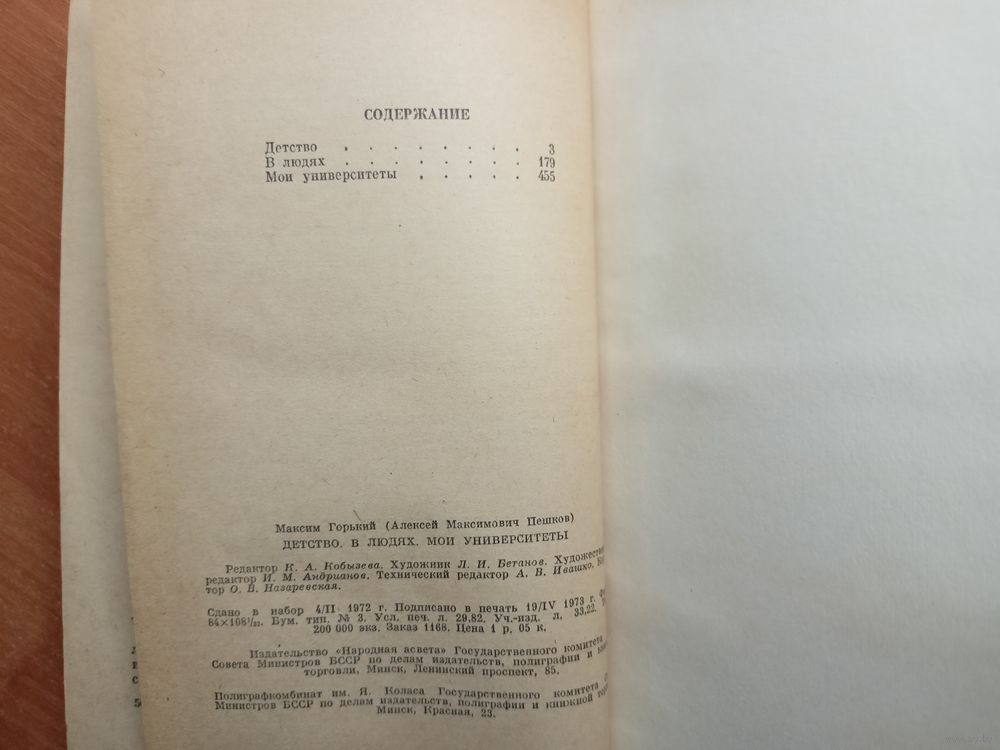 СОДЕРЖАНИЕ
Детство . . . . . . . . 3
В людях . . . . . . . . 179
Мои университеты . . . . . 455
Максим Горький (Алексей Максимович Пешков)
ДЕТСТВО. В ЛЮДЯХ. МОИ УНИВЕРСИТЕТЫ
Редактор К. А. Кобызева. Художник Л. И. Беганов.
редактор И. М. Андрианов. Технический редактор А. В. Ивашко.
тор О. В. Назаревская.
Сдано в набор 4/II 1972 г. Подписано в печать 19/IV 1973 г.
84×108¹/₃₂. Бум. тип. № 3. Усл. печ. л. 29.82. Уч.-изд. л. 33,22.
200 000 экз. Заказ 1168. Цена 1 р. 05 к.
Издательство «Народная асвета» Государственного комитета
Совета Министров БССР по делам издательств, полиграфии и
торговли. Минск, Ленинский проспект, 85.
Полиграфкомбинат им. Я. Коласа Государственного комитета
Министров БССР по делам издательств, полиграфии и книжной
Минск, Красная, 23.